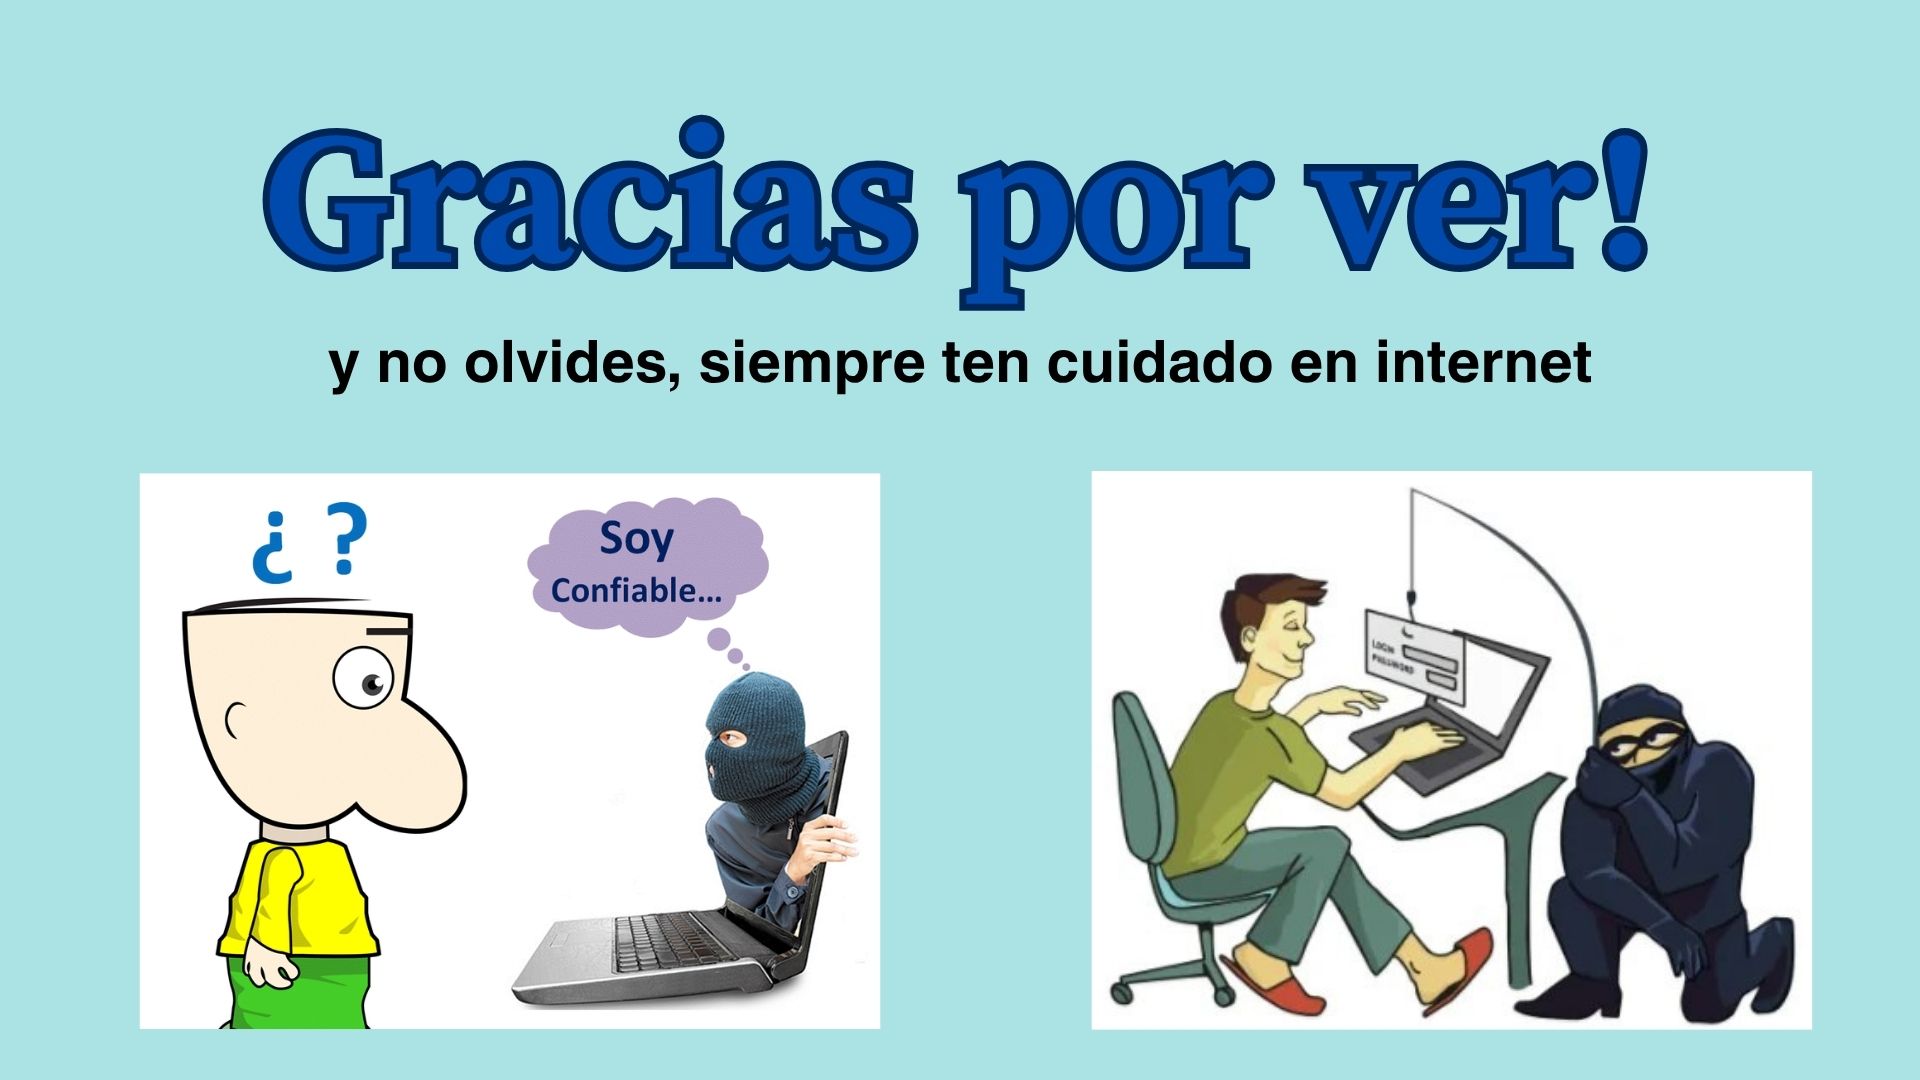 Gracias por ver!
y no olvides, siempre ten cuidado en internet
¿ ?
Soy
Confiable...
LOGIN
PASSWORD